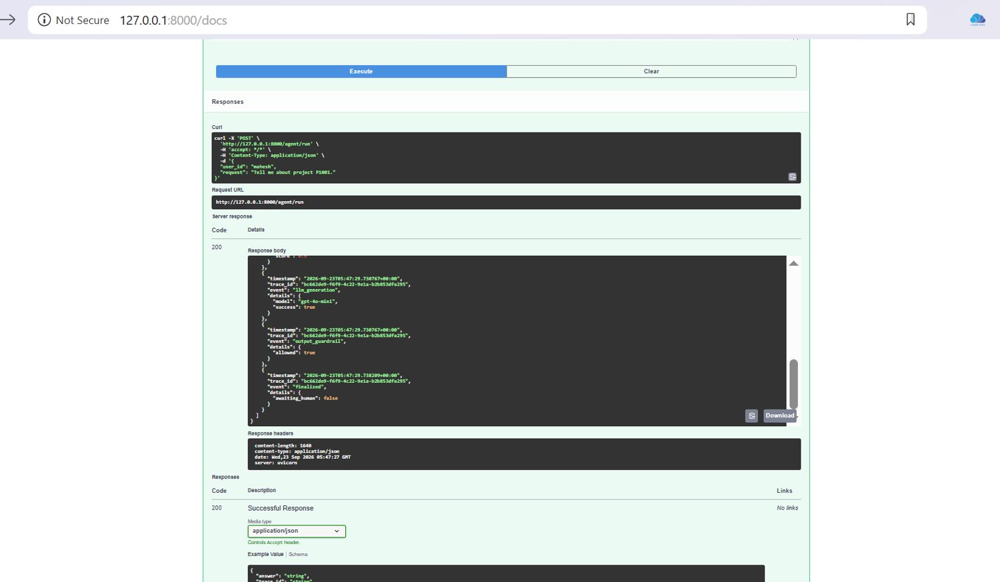 Not Secure 127.0.0.1:8000/docs
Execute
Clear
Responses
Curl
curl -X 'POST' \
'http://127.0.0.1:8000/agent/run' \
-H 'accept: */*' \
-H 'Content-Type: application/json' \
-d '{
"user_id": "mahesh",
"request": "Tell me about project P1001."
}'
Request URL
http://127.0.0.1:8000/agent/run
Server response
Code Details
200
Response body
"score": 0.9
}
},
{
"timestamp": "2026-09-23T05:47:29.730767+00:00",
"trace_id": "bc662de9-f6f9-4c22-9e1a-b2b853dfa295",
"event": "llm_generation",
"details": {
"model": "gpt-4o-mini",
"success": true
}
},
{
"timestamp": "2026-09-23T05:47:29.730767+00:00",
"trace_id": "bc662de9-f6f9-4c22-9e1a-b2b853dfa295",
"event": "output_guardrail",
"details": {
"allowed": true
}
},
{
"timestamp": "2026-09-23T05:47:29.738209+00:00",
"trace_id": "bc662de9-f6f9-4c22-9e1a-b2b853dfa295",
"event": "finalized",
"details": {
"awaiting_human": false
}
}
]
}
Download
Response headers
content-length: 1640
content-type: application/json
date: Wed,23 Sep 2026 05:47:27 GMT
server: uvicorn
Responses
Code Description Links
200 Successful Response No links
Media type
application/json
Controls Accept header.
Example Value | Schema
{
"answer": "string",
"trace_id": "string",